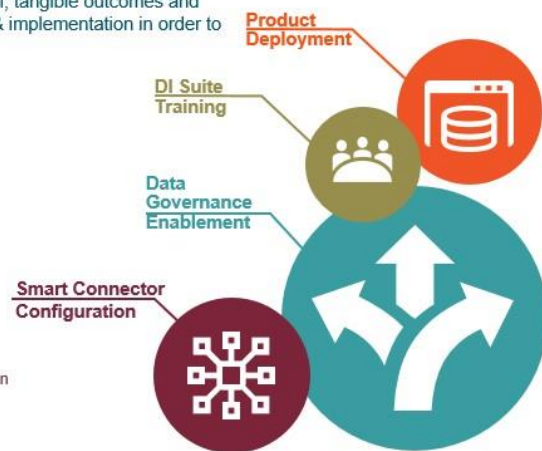 tangible outcomes and
& implementation in order to
Product
Deployment
DI Suite
Training
Data
Governance
Enablement
Smart Connector
Configuration